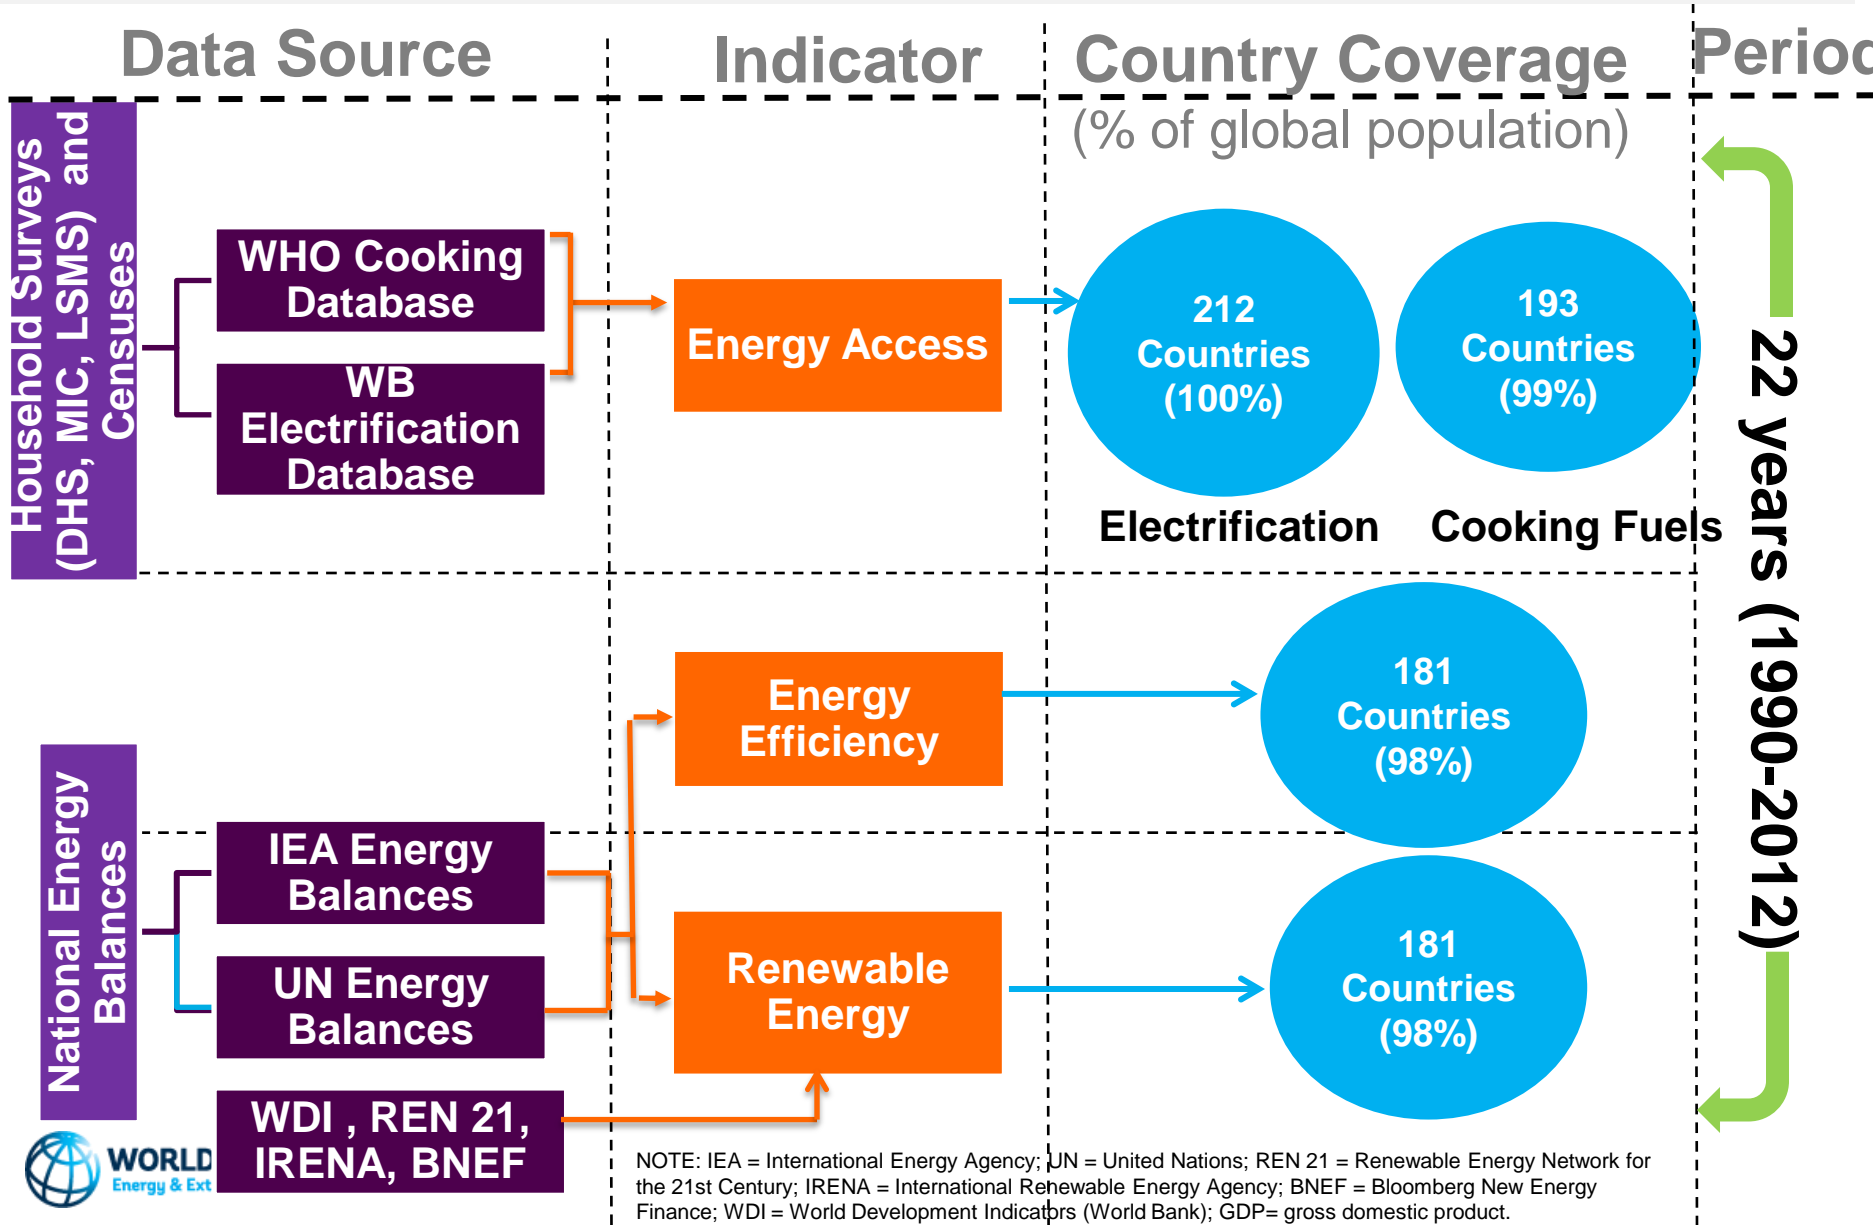 Data Source
Indicator
Country Coverage
Period
(% of global population)
Household Surveys
(DHS, MIC, LSMS) and
Censuses
WHO Cooking
Database
WB
Electrification
Database
Energy Access
212
Countries
(100%)
193
Countries
(99%)
Electrification
Cooking Fuels
22 years (1990-2012)
Energy
Efficiency
181
Countries
(98%)
National Energy
Balances
IEA Energy
Balances
UN Energy
Balances
Renewable
Energy
181
Countries
(98%)
WDI , REN 21,
IRENA, BNEF
WORLD
Energy & Ext
NOTE: IEA = International Energy Agency; UN = United Nations; REN 21 = Renewable Energy Network for
the 21st Century; IRENA = International Renewable Energy Agency; BNEF = Bloomberg New Energy
Finance; WDI = World Development Indicators (World Bank); GDP= gross domestic product.